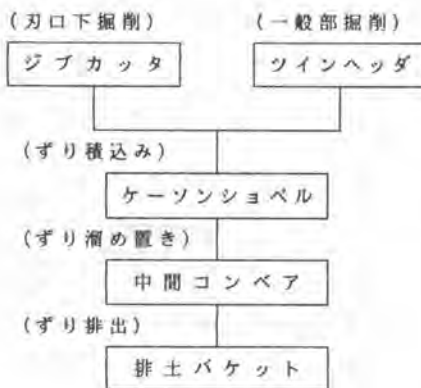 (刃口下掘削) (一般部掘削)
ジブカッタ ツインヘッダ
(ずり積込み)
ケーソンショベル
(ずり溜め置き)
中間コンベア
(ずり排出)
排土バケット